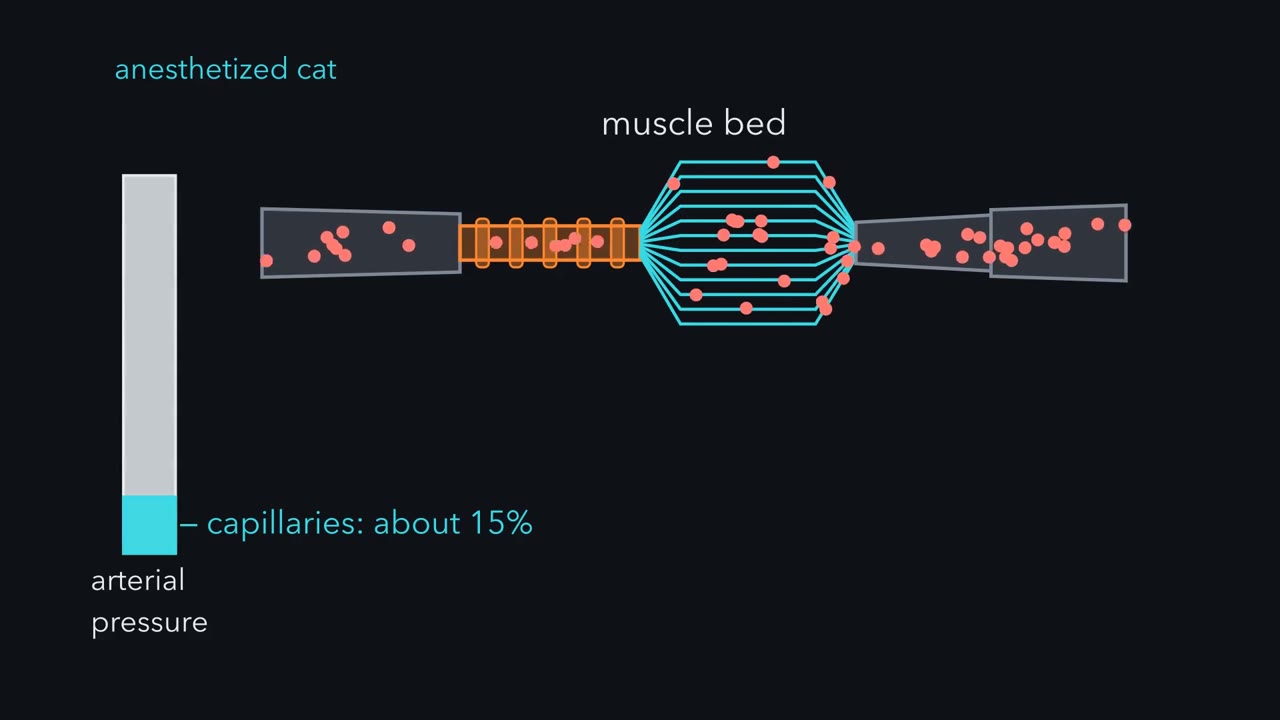 anesthetized cat
muscle bed
– capillaries: about 15%
arterial
pressure